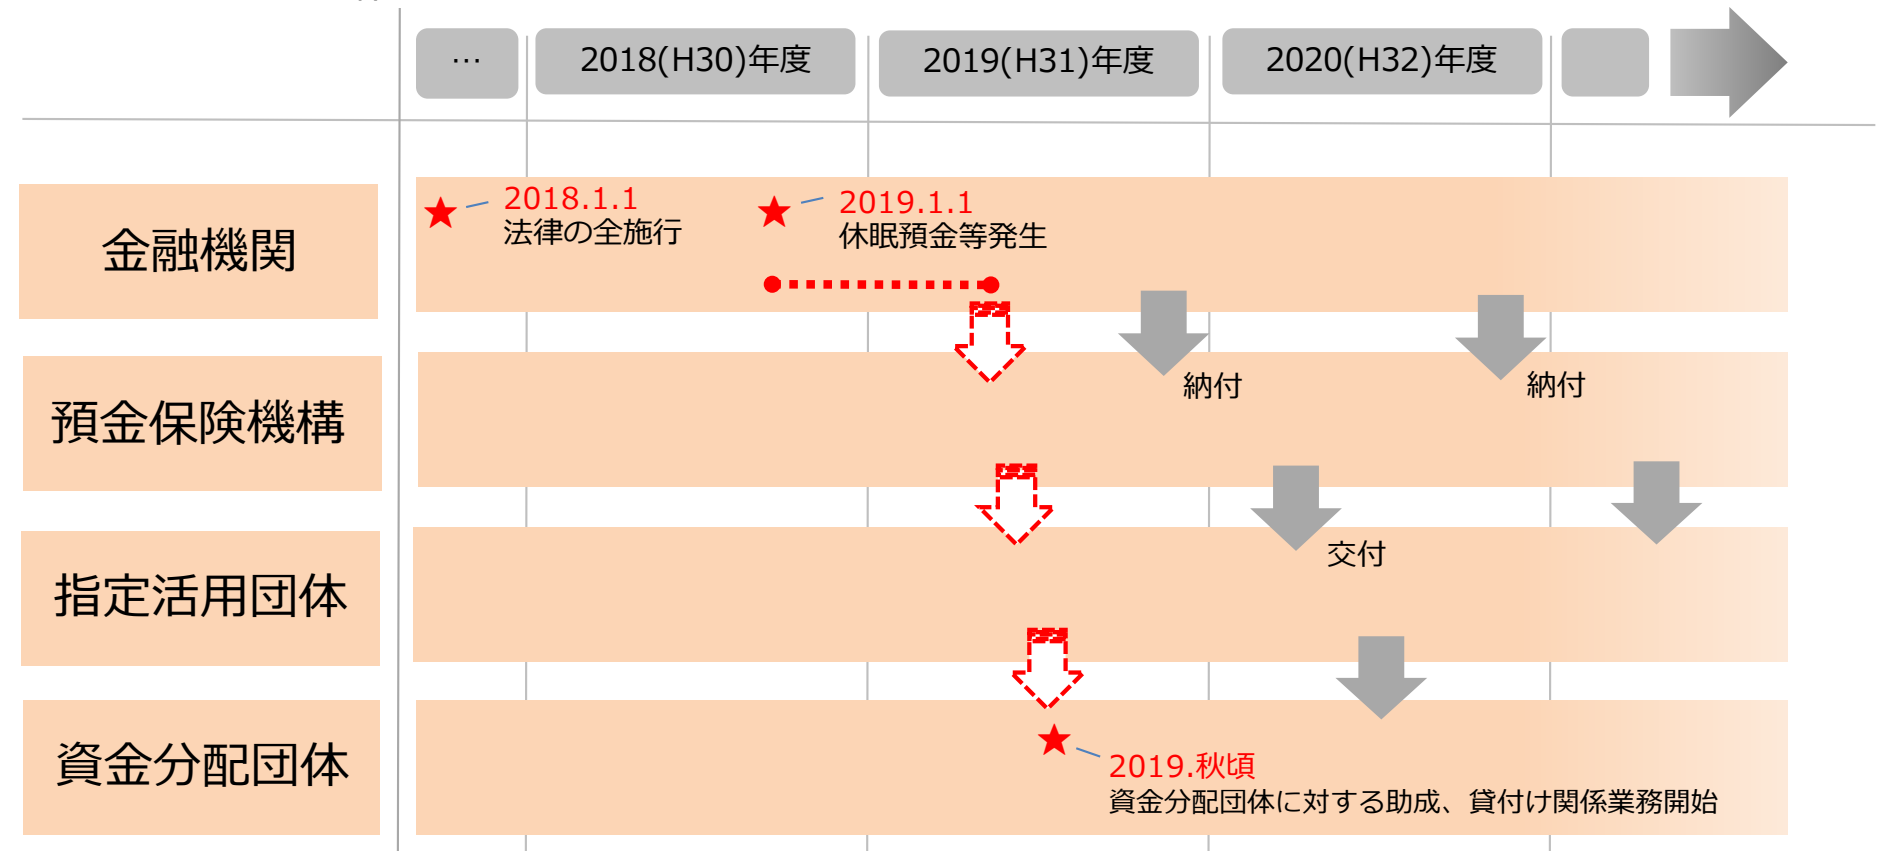 …
2018(H30)年度
2019(H31)年度
2020(H32)年度
金融機関
2018.1.1
法律の全施行
2019.1.1
休眠預金等発生
預金保険機構
納付
納付
指定活用団体
交付
資金分配団体
2019.秋頃
資金分配団体に対する助成、貸付け関係業務開始